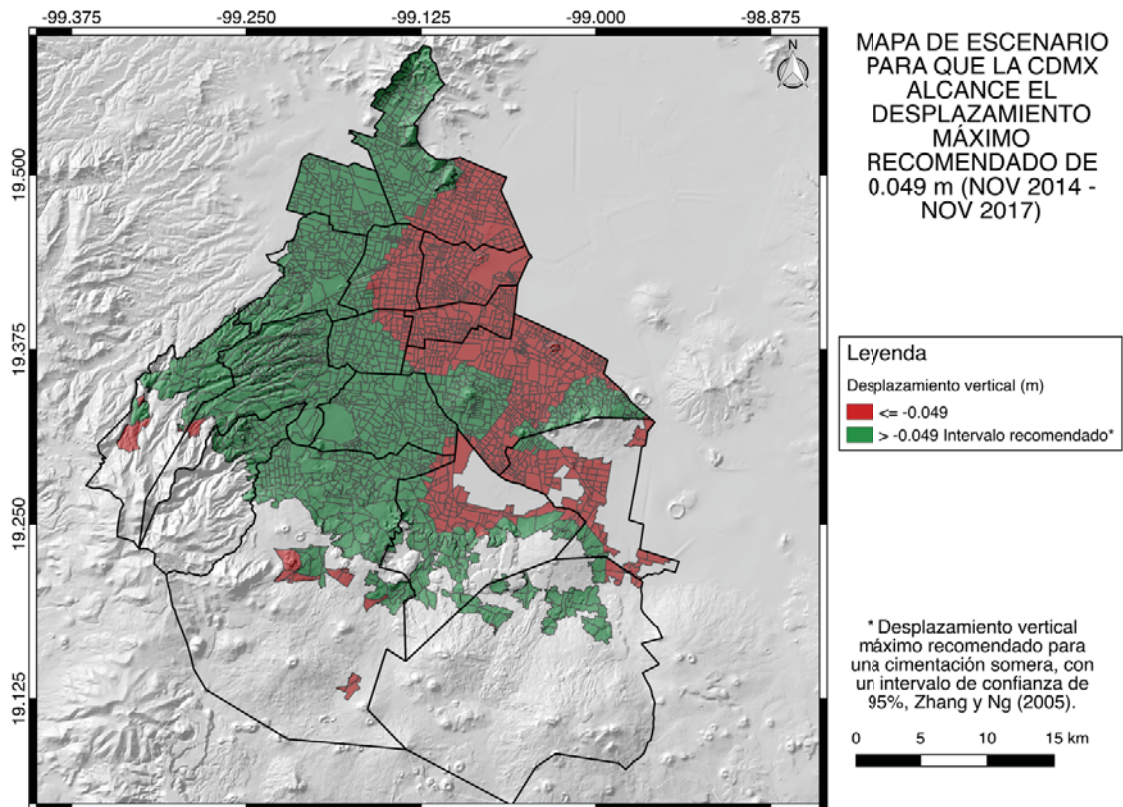 -99.375 -99.250 -99.125 -99.000 -98.875
N
19.500
19.375
19.250
19.125
MAPA DE ESCENARIO
PARA QUE LA CDMX
ALCANCE EL
DESPLAZAMIENTO
MÁXIMO
RECOMENDADO DE
0.049 m (NOV 2014 -
NOV 2017)
Leyenda
Desplazamiento vertical (m)
<= -0.049
> -0.049 Intervalo recomendado*
* Desplazamiento vertical
máximo recomendado para
una cimentación somera, con
un intervalo de confianza de
95%, Zhang y Ng (2005).
0 5 10 15 km